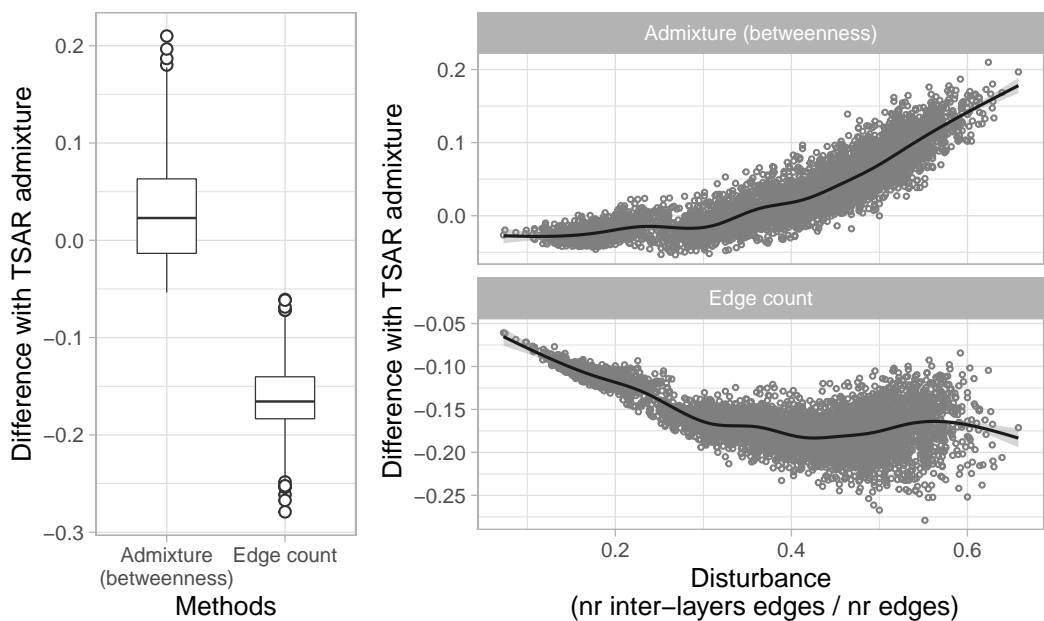 Difference with TSAR admixture
0.2
0.1
0.0
−0.1
−0.2
−0.3
Admixture
(betweenness)
Edge count
Methods
Difference with TSAR admixture
Admixture (betweenness)
0.2
0.1
0.0
Edge count
−0.05
−0.10
−0.15
−0.20
−0.25
0.2
0.4
0.6
Disturbance
(nr inter−layers edges / nr edges)